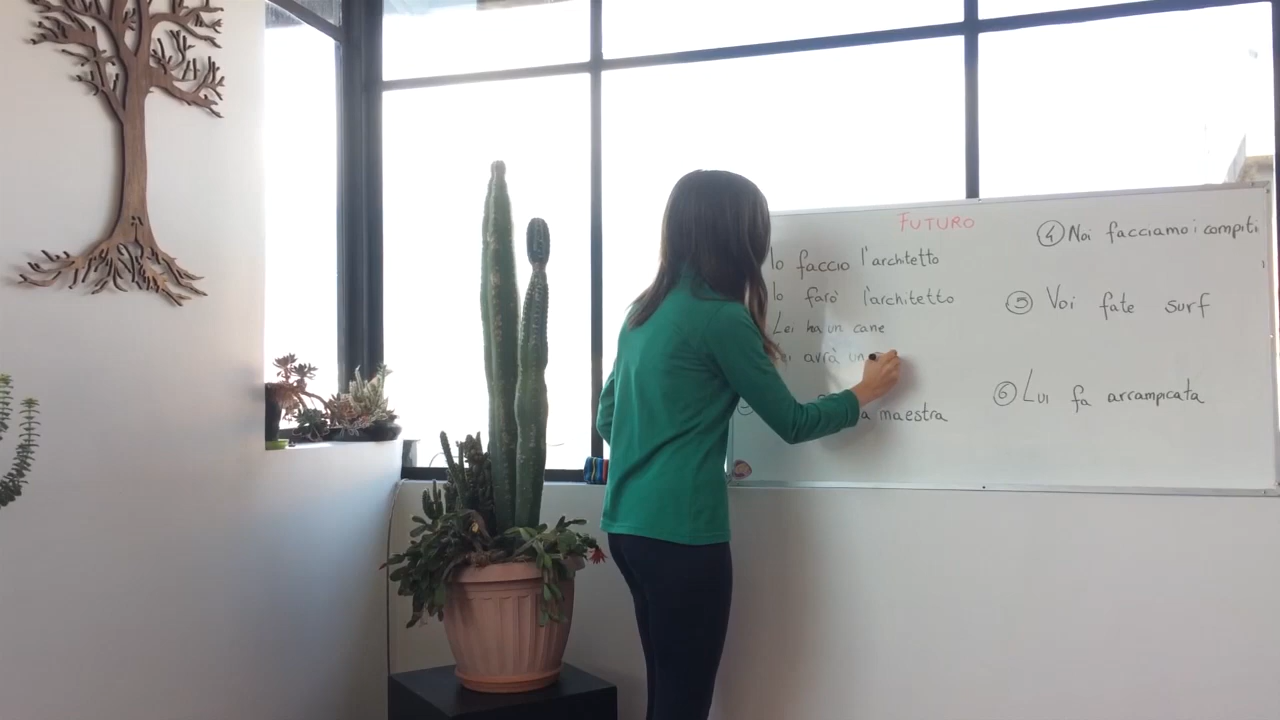 FUTURO
Io faccio l'archtetto
Io farò l'architetto
Lei ha un cane
avrà un
maestra
④ Noi facciamo i compiti
⑤ Voi fate surf
⑥ Lui fa arrampicata